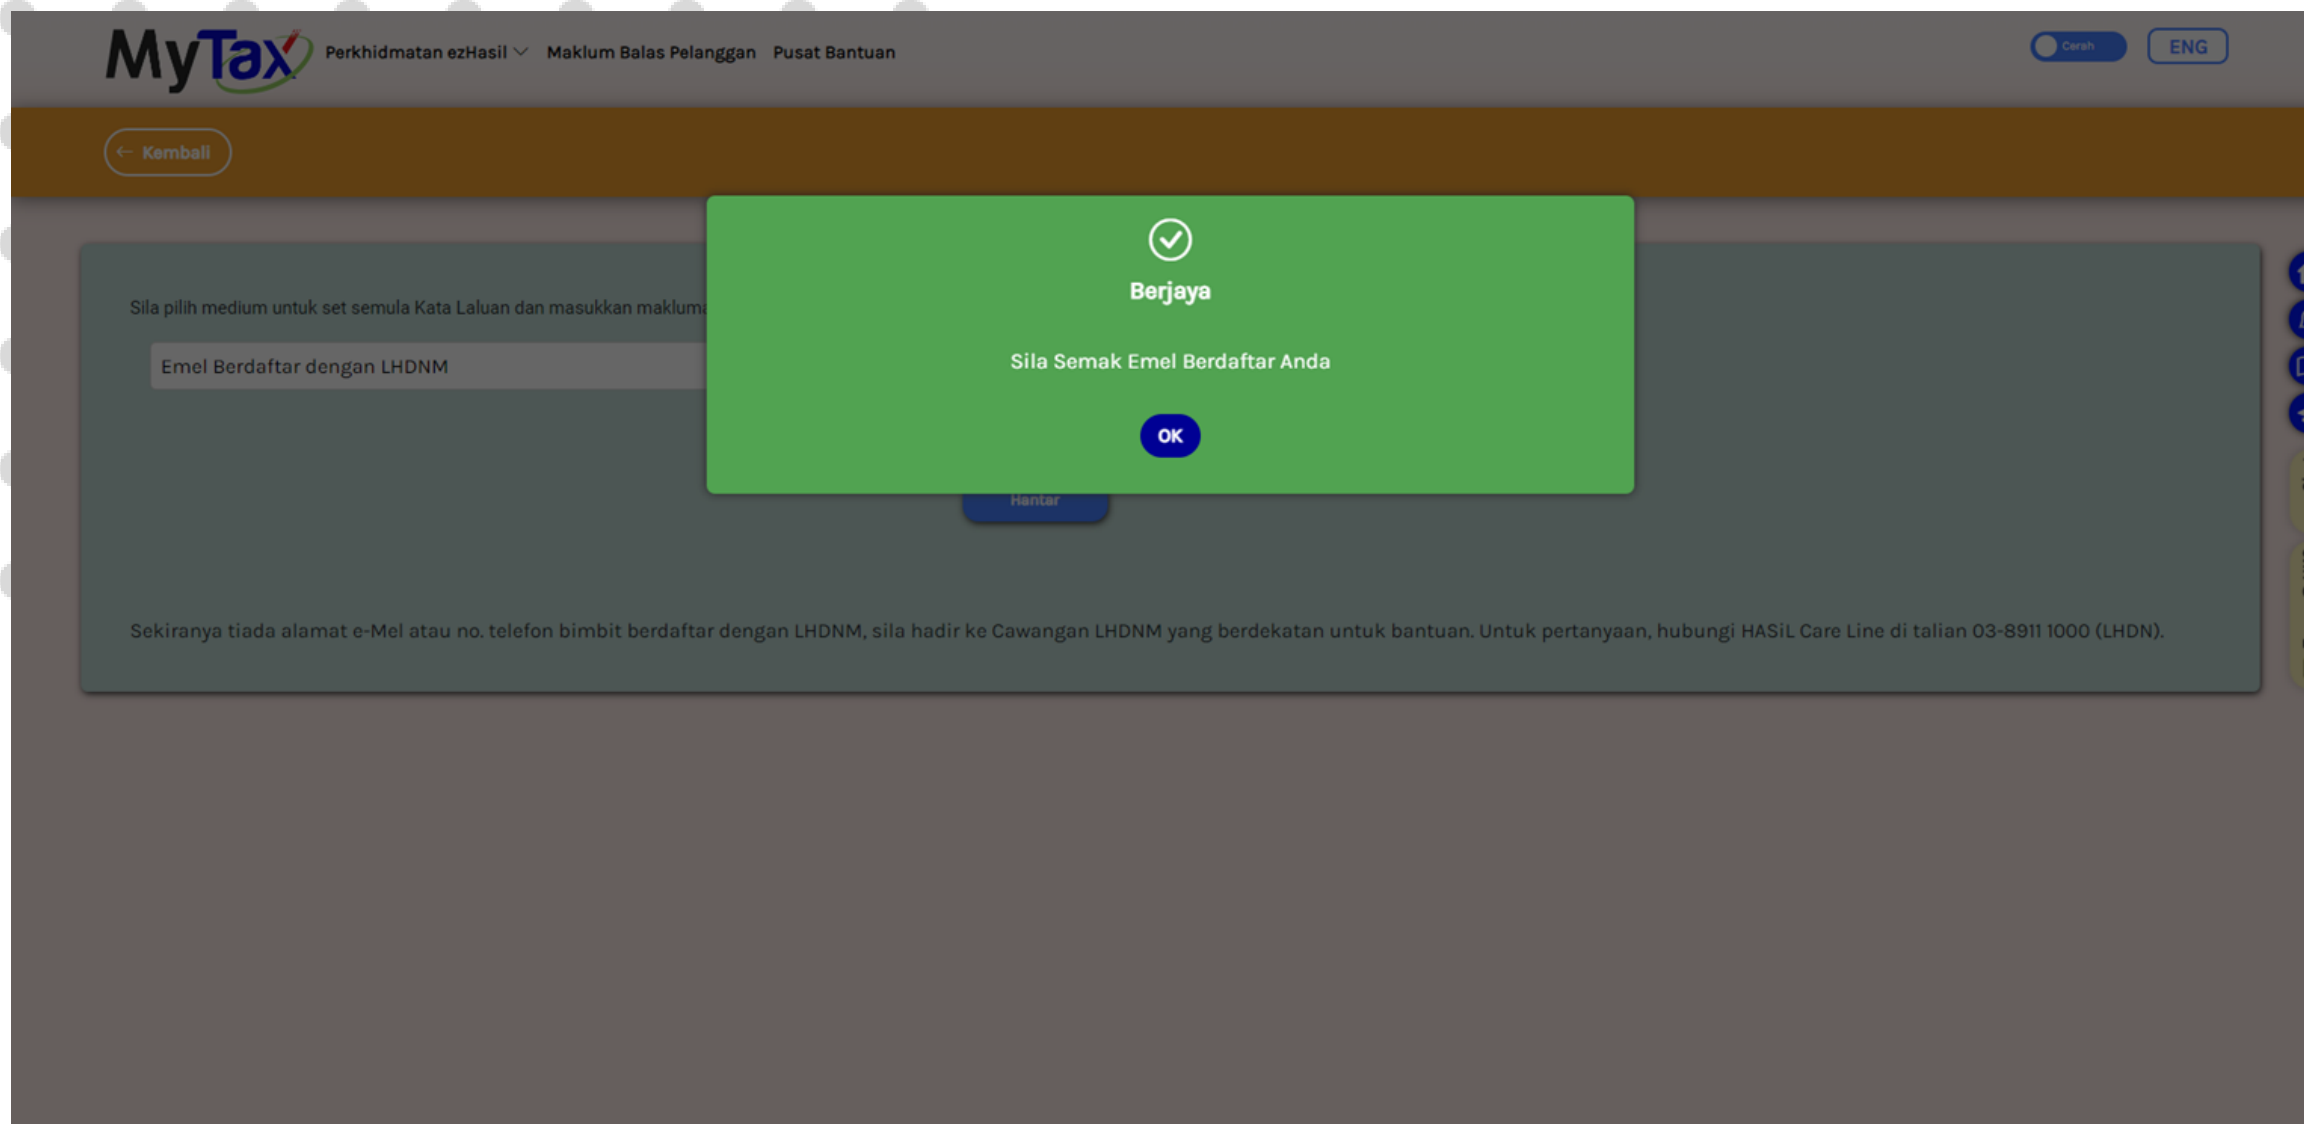 MyTax Perkhidmatan ezHasil Maklum Balas Pelanggan Pusat Bantuan Cerah ENG
← Kembali
Berjaya
Sila pilih medium untuk set semula Kata Laluan dan masukkan
Sila Semak Emel Berdaftar Anda
Emel Berdaftar dengan LHDNM
OK
Hantar
Sekiranya tiada alamat e-Mel atau no. telefon bimbit berdaftar dengan LHDNM, sila hadir ke Cawangan LHDNM yang berdekatan untuk bantuan. Untuk pertanyaan, hubungi HASiL Care Line di talian 03-8911 1000 (LHDN).